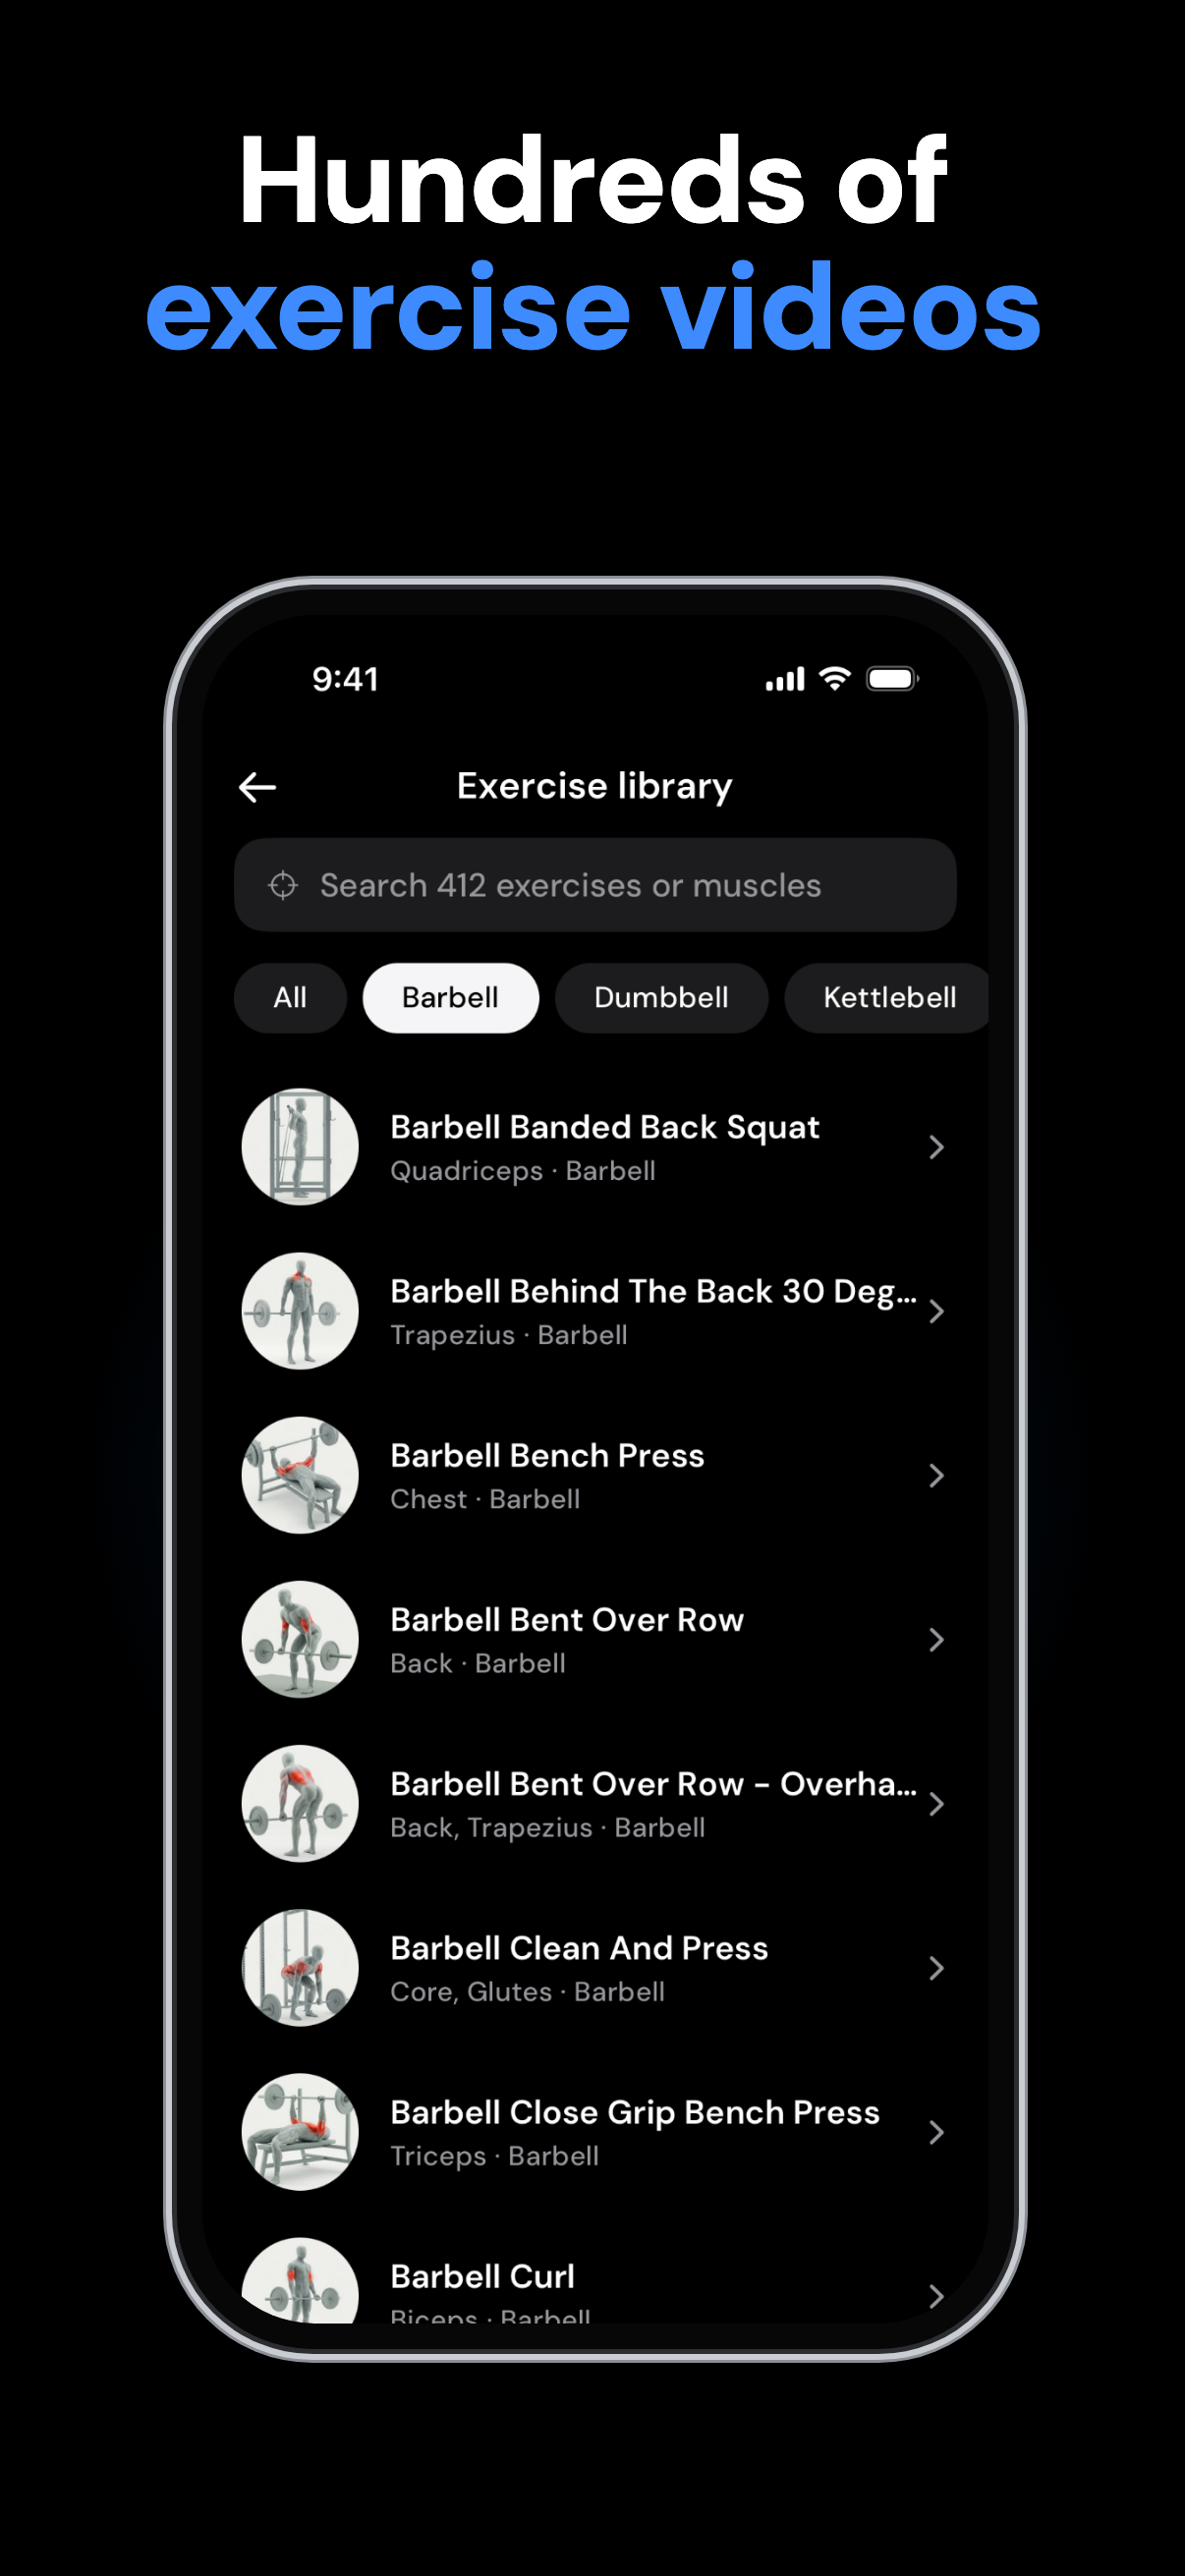 Hundreds of
exercise videos
9:41
Exercise library
Search 412 exercises or muscles
All
Barbell
Dumbbell
Kettlebell
Barbell Banded Back Squat
Quadriceps · Barbell
Barbell Behind The Back 30 Deg...
Trapezius · Barbell
Barbell Bench Press
Chest · Barbell
Barbell Bent Over Row
Back · Barbell
Barbell Bent Over Row - Overha...
Back, Trapezius · Barbell
Barbell Clean And Press
Core, Glutes · Barbell
Barbell Close Grip Bench Press
Triceps · Barbell
Barbell Curl
Biceps · Barbell